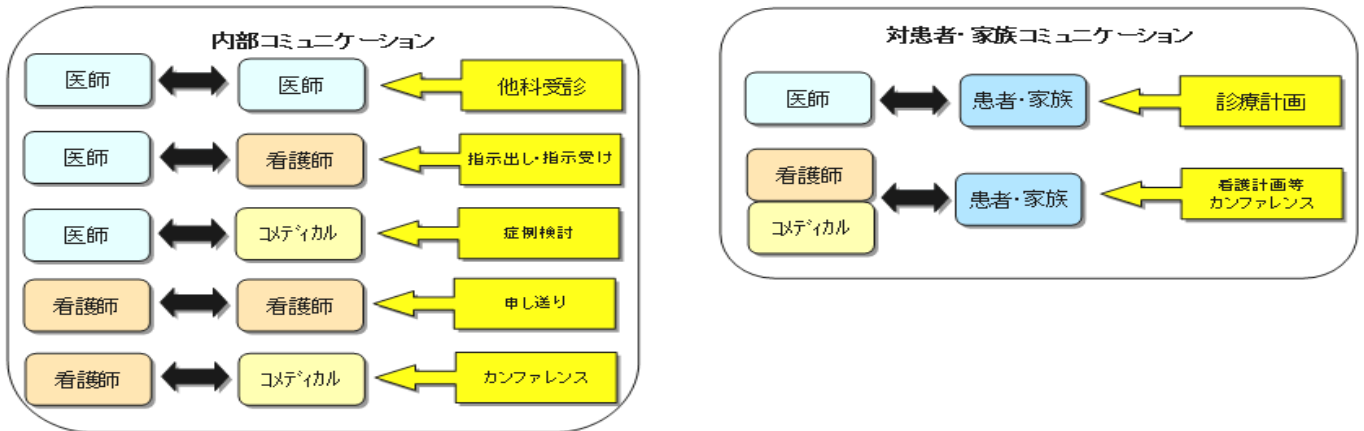 内部コミュニケーション
医師
医師
他科受診
医師
看護師
指示出し・指示受け
医師
コメディカル
症例検討
看護師
看護師
申し送り
看護師
コメディカル
カンファレンス
対患者・家族コミュニケーション
医師
患者・家族
診療計画
看護師
コメディカル
患者・家族
看護計画等
カンファレンス